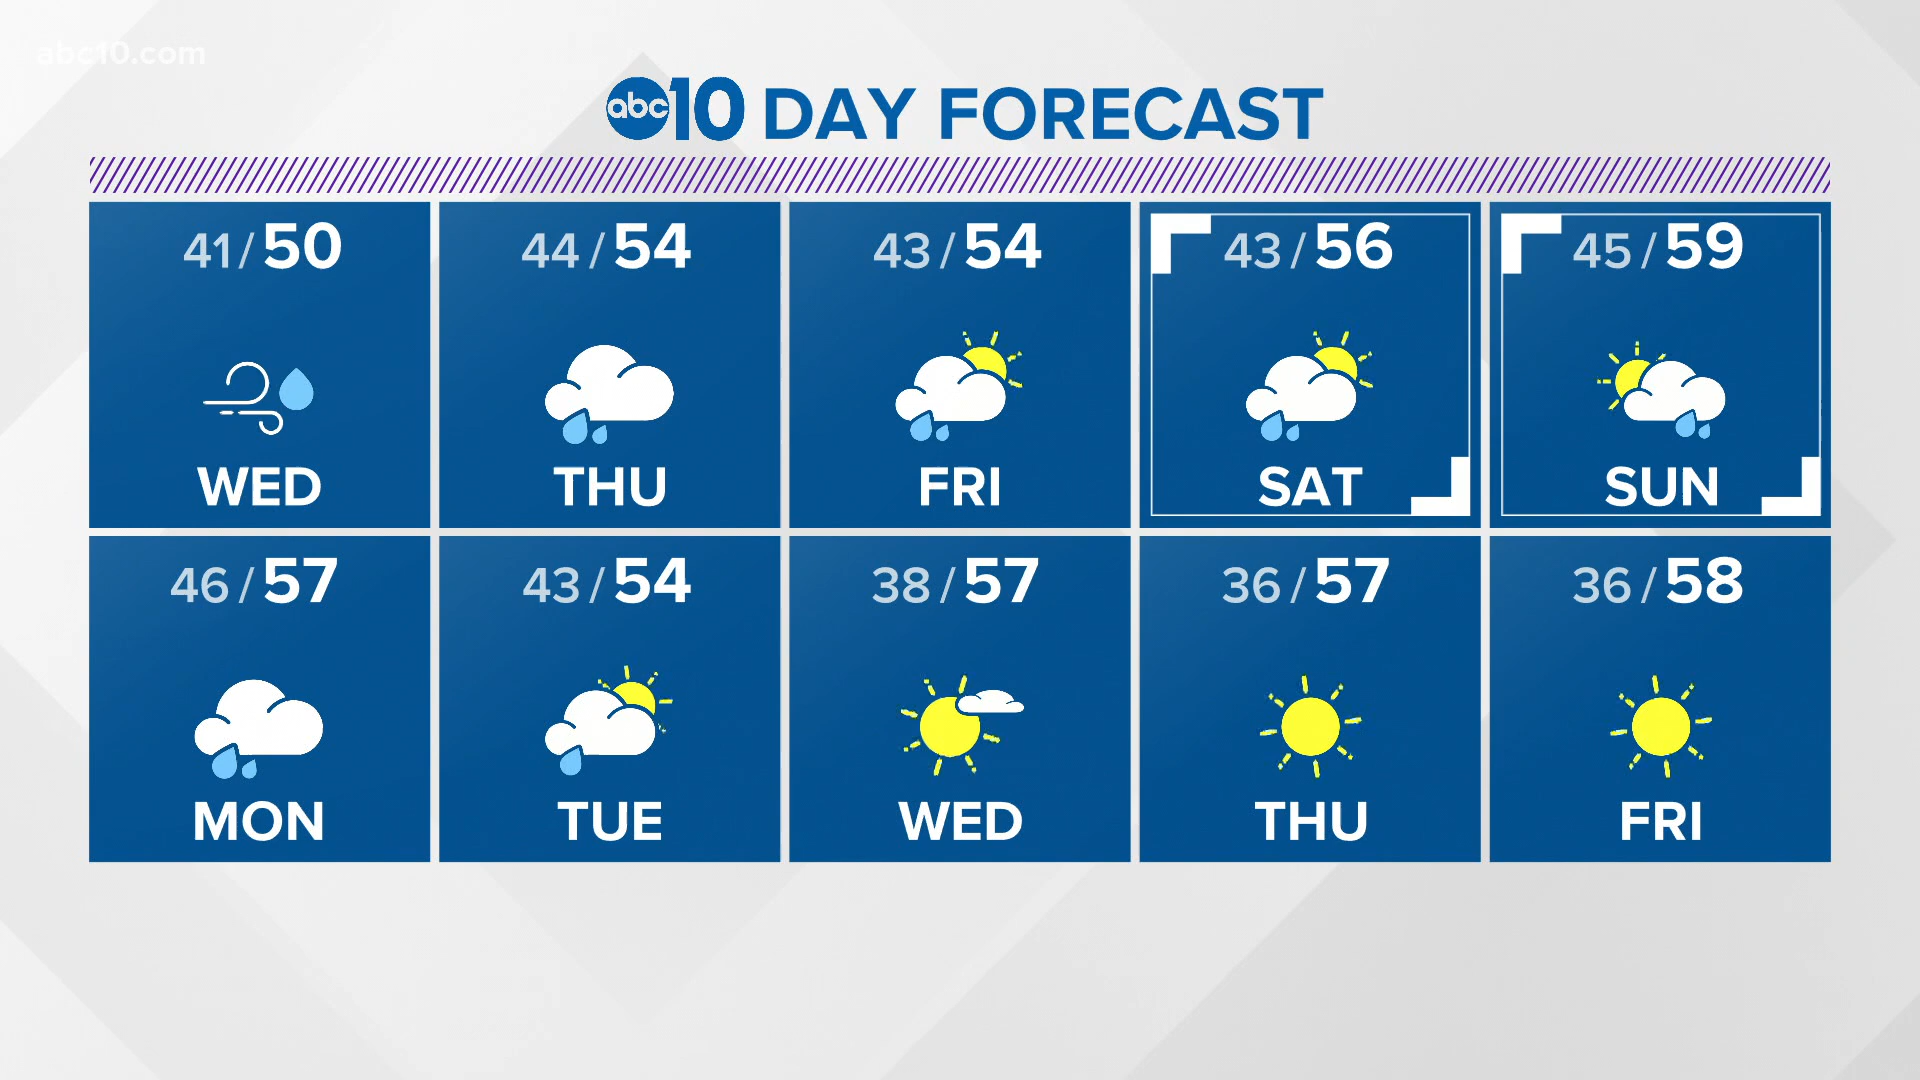 abc10.com
abc10 DAY FORECAST
41/50 44/54 43/54 43/56 45/59
WED THU FRI SAT SUN
46/57 43/54 38/57 36/57 36/58
MON TUE WED THU FRI